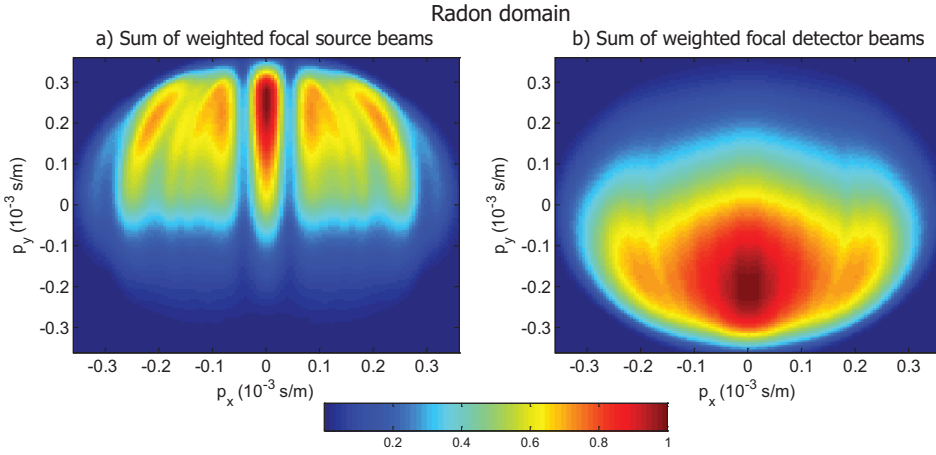 Radon domain
a) Sum of weighted focal source beams
b) Sum of weighted focal detector beams
0.3
0.2
0.1
0
-0.1
-0.2
-0.3
p_y (10^-3 s/m)
-0.3 -0.2 -0.1 0 0.1 0.2 0.3
p_x (10^-3 s/m)
0.3
0.2
0.1
0
-0.1
-0.2
-0.3
p_y (10^-3 s/m)
-0.3 -0.2 -0.1 0 0.1 0.2 0.3
p_x (10^-3 s/m)
0.2 0.4 0.6 0.8 1